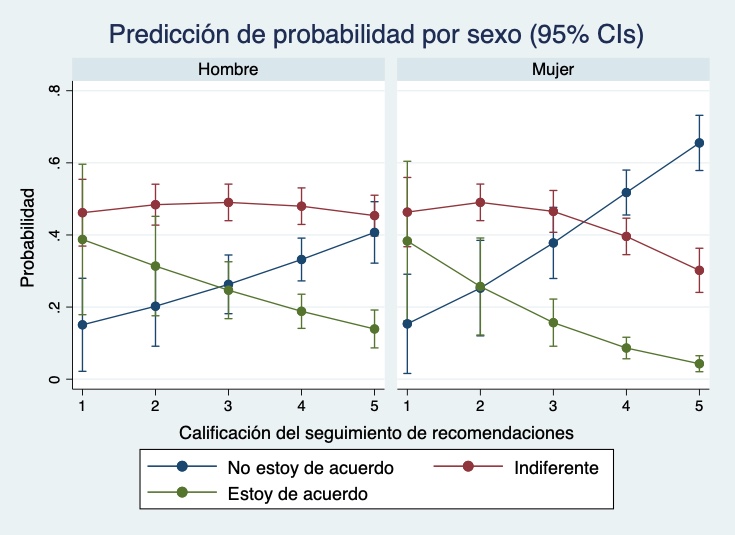 Predicción de probabilidad por sexo (95% CIs)
Hombre
Mujer
Probabilidad
.8
.6
.4
.2
0
1 2 3 4 5
1 2 3 4 5
Calificación del seguimiento de recomendaciones
No estoy de acuerdo
Indiferente
Estoy de acuerdo